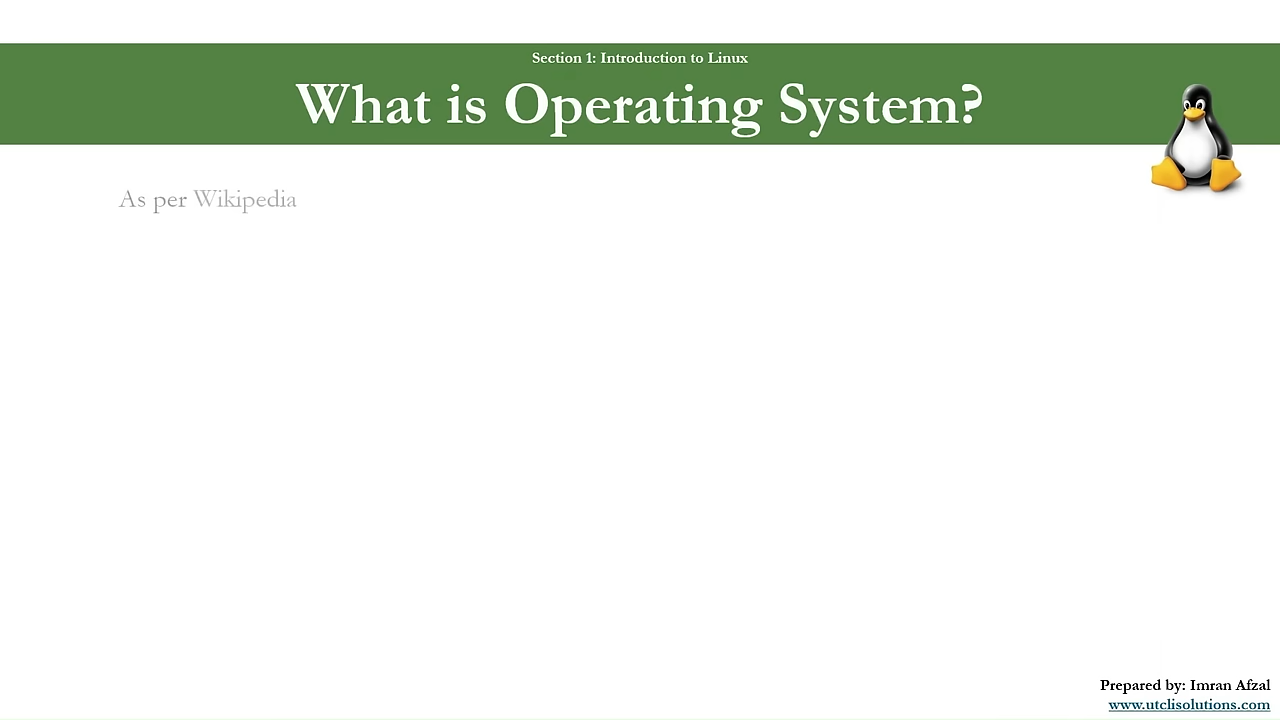 Section 1: Introduction to Linux
What is Operating System?
As per Wikipedia
Prepared by: Imran Afzal
www.utclisolutions.com